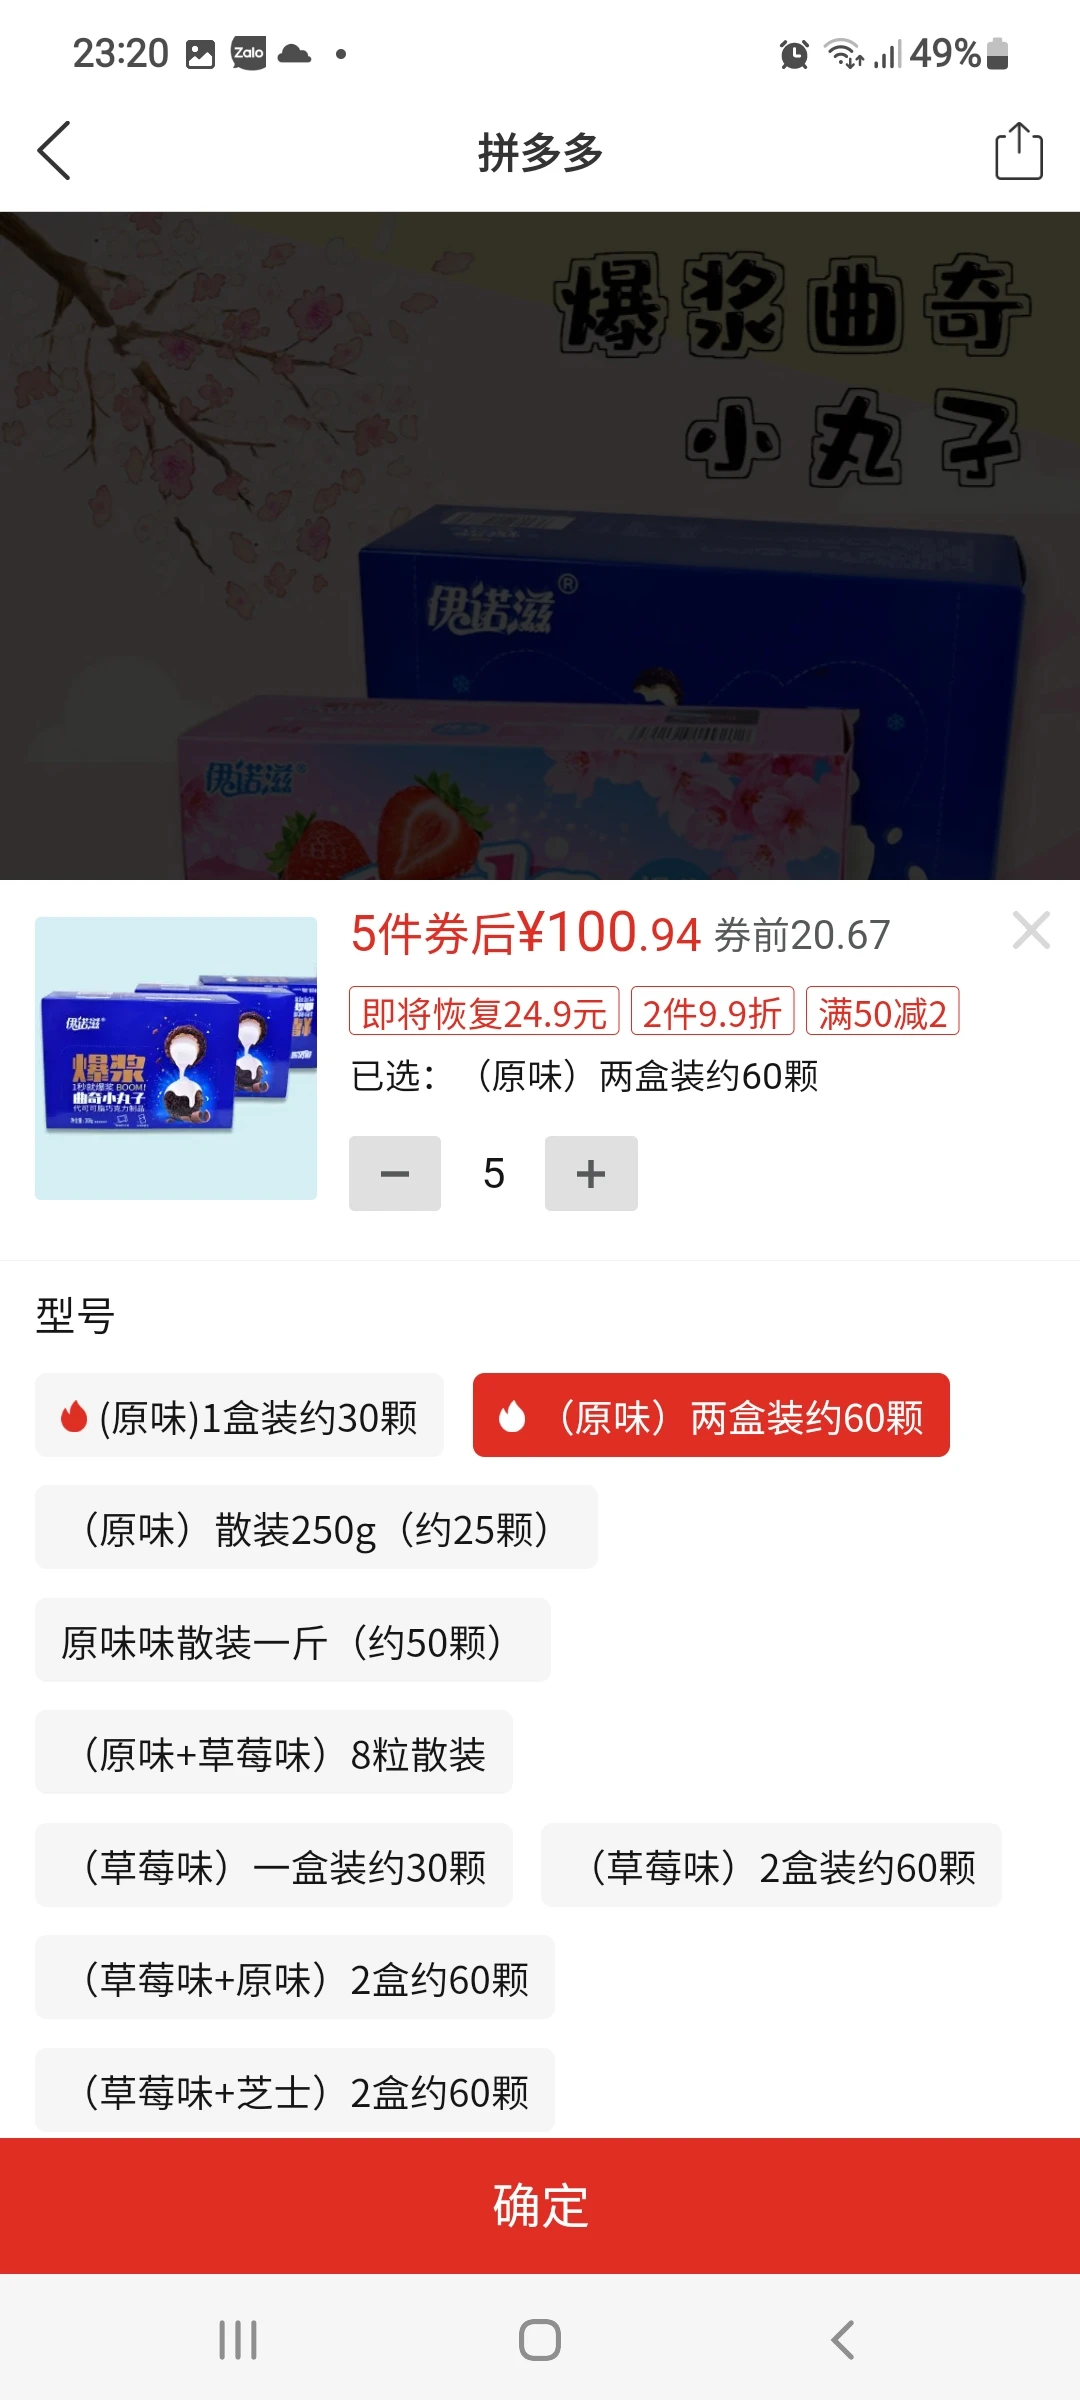 23:20 Zalo 49%
拼多多
爆浆曲奇
小丸子
伊诺滋®
伊诺滋®
5件券后¥100.94 券前20.67
即将恢复24.9元 2件9.9折 满50减2
已选：（原味）两盒装约60颗
伊诺滋®
爆浆
1秒就爆浆 BOOM!
曲奇小丸子
代可可脂巧克力制品
5
型号
(原味)1盒装约30颗 （原味）两盒装约60颗
（原味）散装250g（约25颗）
原味味散装一斤（约50颗）
（原味+草莓味）8粒散装
（草莓味）一盒装约30颗 （草莓味）2盒装约60颗
（草莓味+原味）2盒约60颗
（草莓味+芝士）2盒约60颗
确定